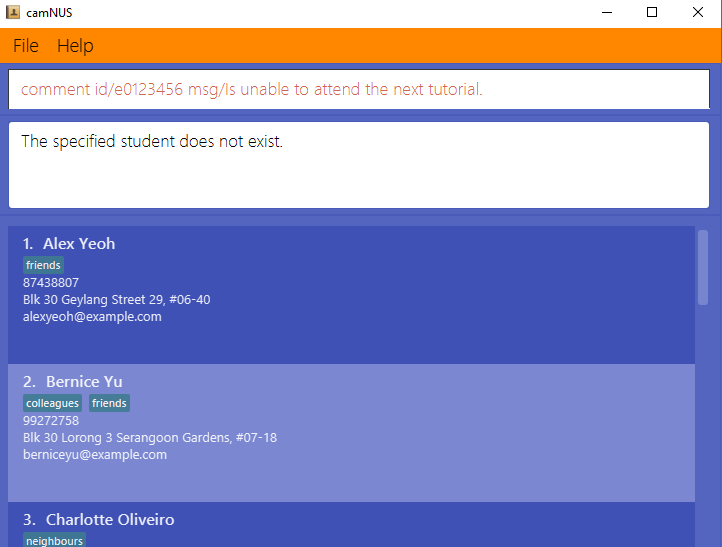 camNUS
File Help
comment id/e0123456 msg/Is unable to attend the next tutorial.
The specified student does not exist.
1. Alex Yeoh
friends
87438807
Blk 30 Geylang Street 29, #06-40
alexyeoh@example.com
2. Bernice Yu
colleagues friends
99272758
Blk 30 Lorong 3 Serangoon Gardens, #07-18
berniceyu@example.com
3. Charlotte Oliveiro
neighbours